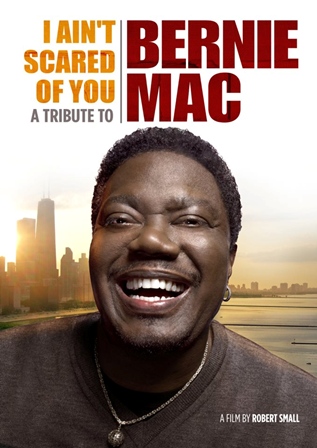 I AIN'T
SCARED
OF YOU
A TRIBUTE TO
BERNIE
MAC
A FILM BY ROBERT SMALL